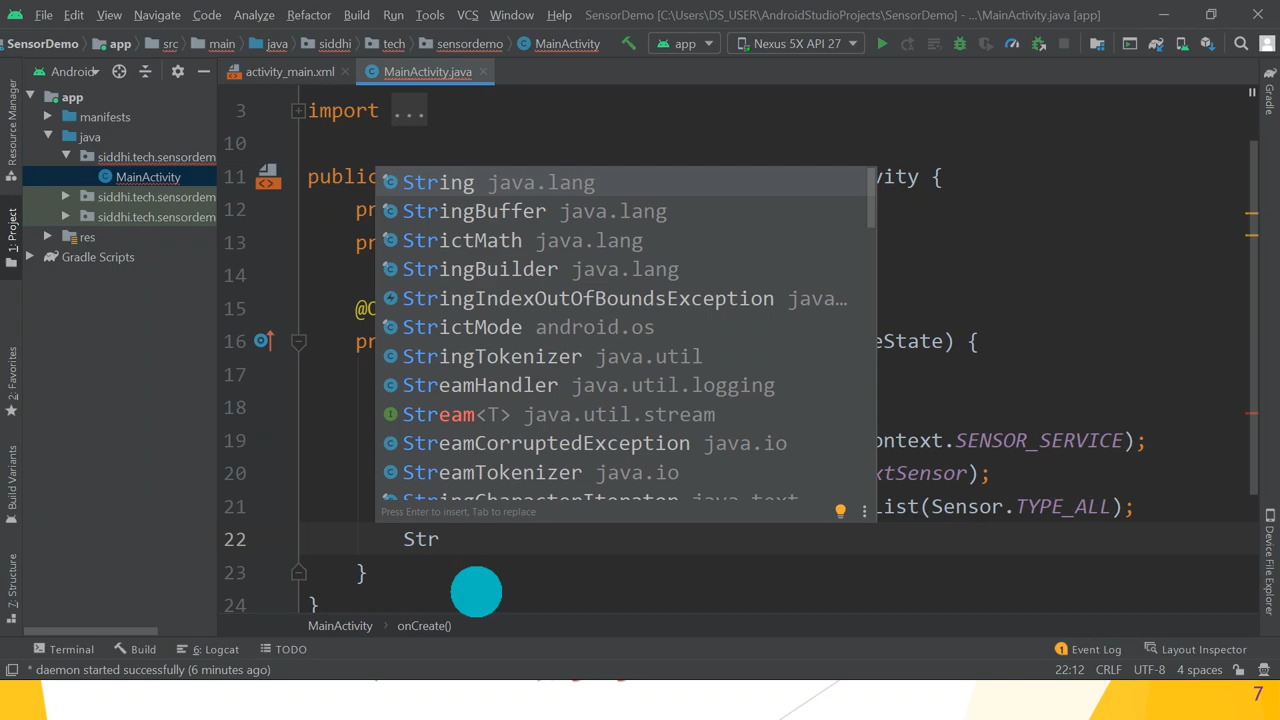 File Edit View Navigate Code Analyze Refactor Build Run Tools VCS Window Help SensorDemo [C:\Users\DS_USER\AndroidStudioProjects\SensorDemo] - ...\MainActivity.java [app]
SensorDemo app src main java siddhi tech sensordemo MainActivity app Nexus 5X API 27
Android activity_main.xml MainActivity.java
Resource Manager
1: Project
2: Favorites
Build Variants
7: Structure
app
manifests
java
siddhi.tech.sensordem
MainActivity
siddhi.tech.sensordem
siddhi.tech.sensordem
res
Gradle Scripts
3 import ...
10
11 public ivity {
12 pr
13 pr
14
15 @O
16 pr eState) {
17
18
19 ontext.SENSOR_SERVICE);
20 xtSensor);
21 List(Sensor.TYPE_ALL);
22 Str
23 }
24 }
String java.lang
StringBuffer java.lang
StrictMath java.lang
StringBuilder java.lang
StringIndexOutOfBoundsException java...
StrictMode android.os
StringTokenizer java.util
StreamHandler java.util.logging
Stream<T> java.util.stream
StreamCorruptedException java.io
StreamTokenizer java.io
StringCharacterIterator java.text
Press Enter to insert, Tab to replace
Gradle
Device File Explorer
MainActivity onCreate()
Terminal Build 6: Logcat TODO 1 Event Log Layout Inspector
* daemon started successfully (6 minutes ago) 22:12 CRLF UTF-8 4 spaces
7